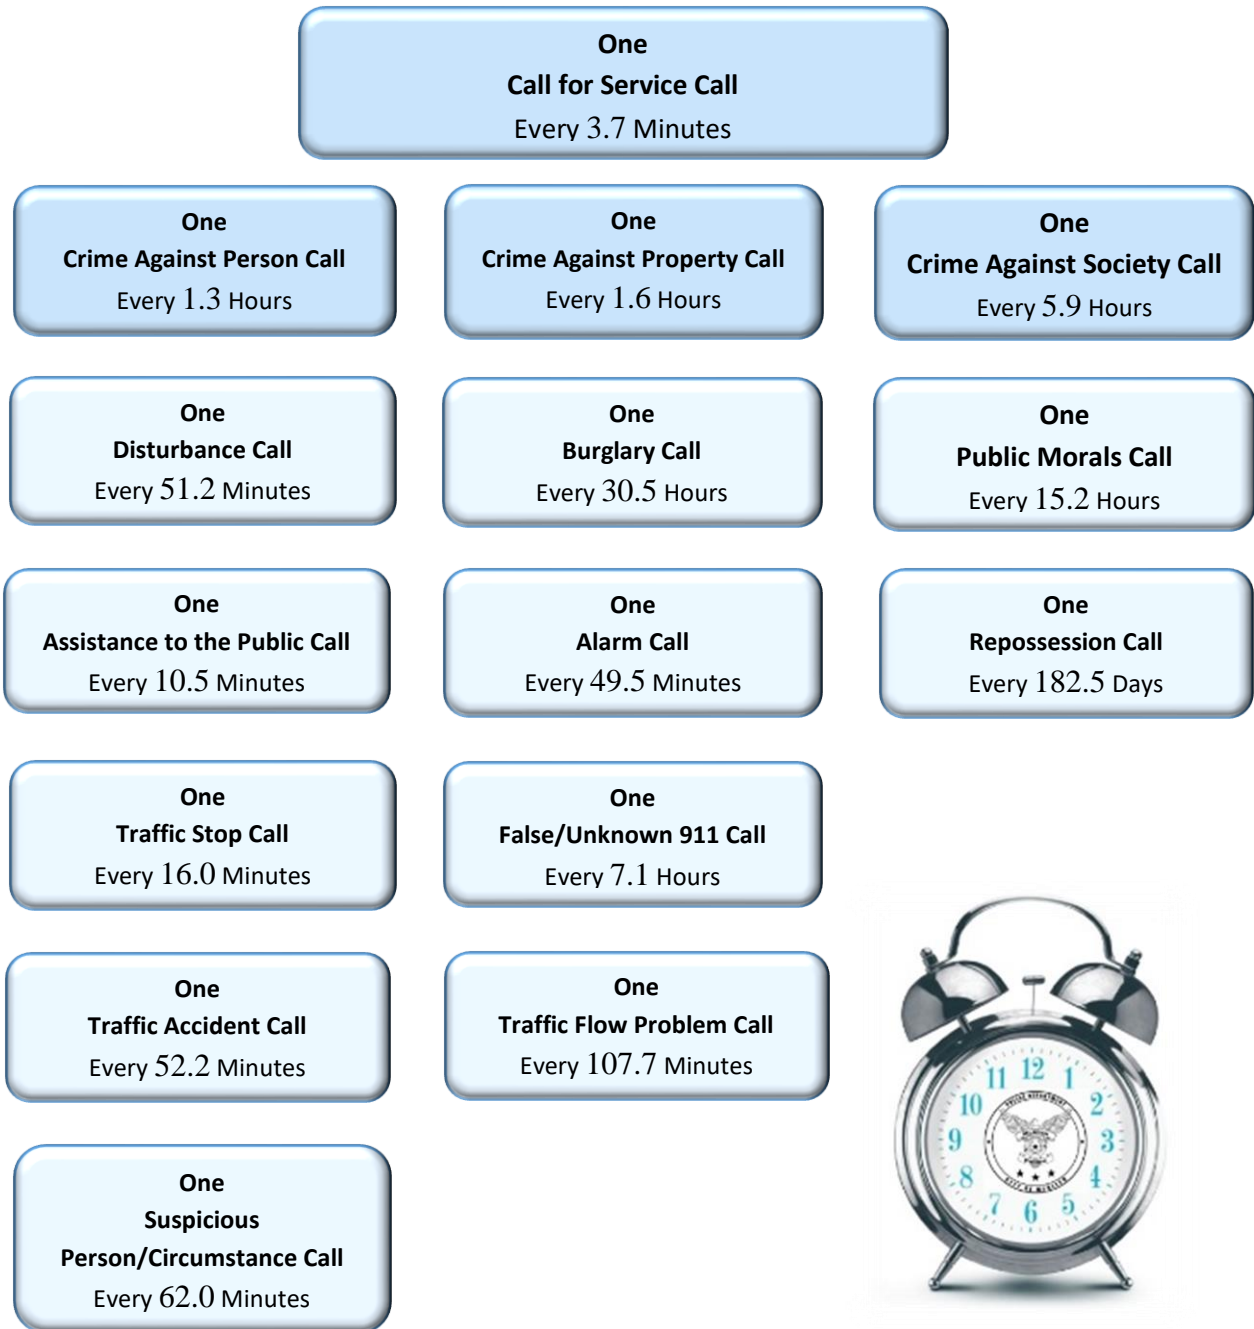 One
Call for Service Call
Every 3.7 Minutes
One
Crime Against Person Call
Every 1.3 Hours
One
Crime Against Property Call
Every 1.6 Hours
One
Crime Against Society Call
Every 5.9 Hours
One
Disturbance Call
Every 51.2 Minutes
One
Burglary Call
Every 30.5 Hours
One
Public Morals Call
Every 15.2 Hours
One
Assistance to the Public Call
Every 10.5 Minutes
One
Alarm Call
Every 49.5 Minutes
One
Repossession Call
Every 182.5 Days
One
Traffic Stop Call
Every 16.0 Minutes
One
False/Unknown 911 Call
Every 7.1 Hours
One
Traffic Accident Call
Every 52.2 Minutes
One
Traffic Flow Problem Call
Every 107.7 Minutes
One
Suspicious
Person/Circumstance Call
Every 62.0 Minutes
12
1
2
3
4
5
6
7
8
9
10
11
POLICE DEPARTMENT
CITY OF